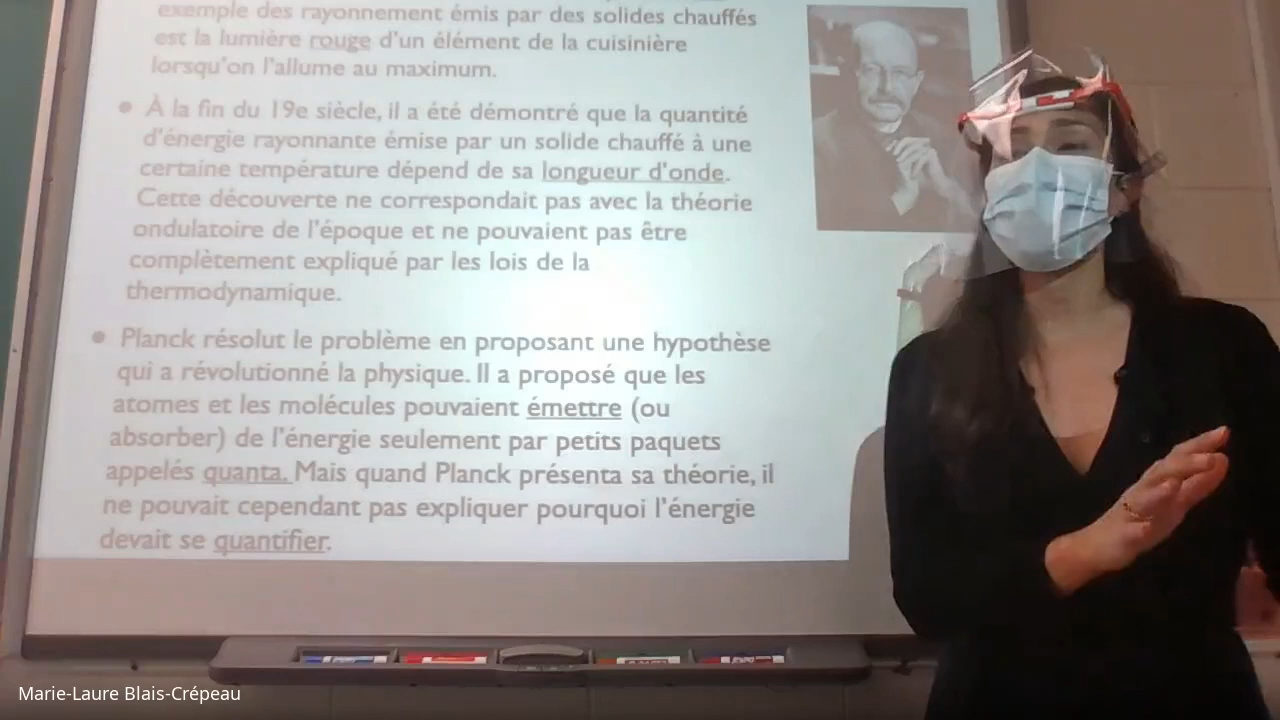 exemple des rayonnement émis par des solides chauffés
est la lumière rouge d'un élément de la cuisinière
lorsqu'on l'allume au maximum.
• À la fin du 19e siècle, il a été démontré que la quantité
d'énergie rayonnante émise par un solide chauffé à une
certaine température dépend de sa longueur d'onde.
Cette découverte ne correspondait pas avec la théorie
ondulatoire de l'époque et ne pouvaient pas être
complètement expliqué par les lois de la
thermodynamique.
• Planck résolut le problème en proposant une hypothèse
qui a révolutionné la physique. Il a proposé que les
atomes et les molécules pouvaient émettre (ou
absorber) de l'énergie seulement par petits paquets
appelés quanta. Mais quand Planck présenta sa théorie, il
ne pouvait cependant pas expliquer pourquoi l'énergie
devait se quantifier.
Marie-Laure Blais-Crépeau